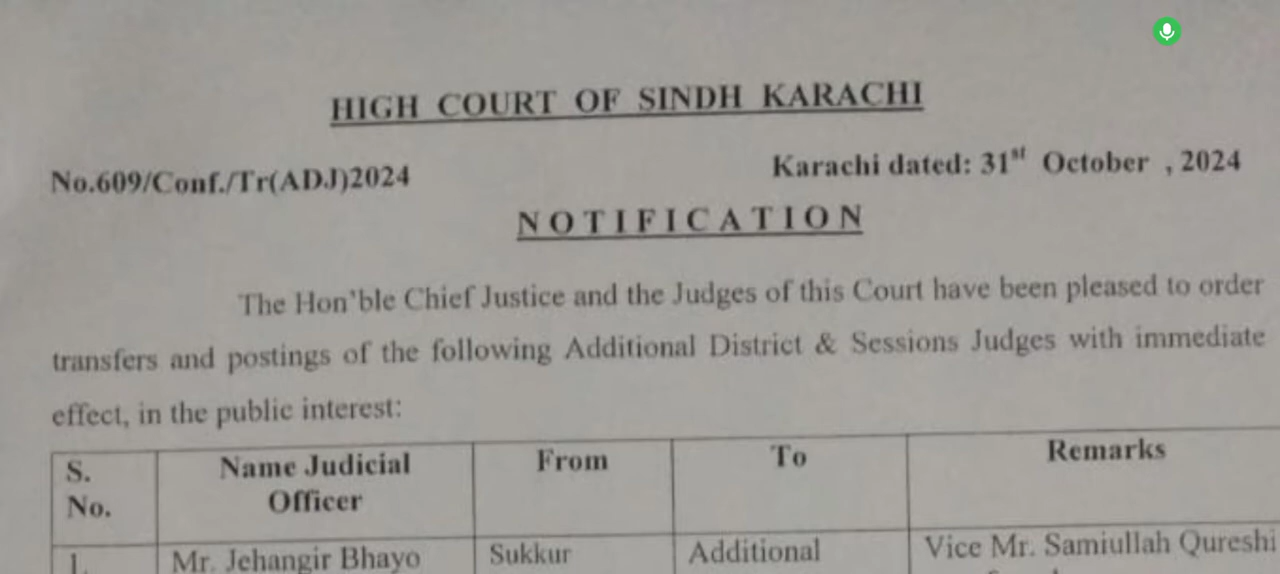 HIGH COURT OF SINDH KARACHI
No.609/Conf./Tr(ADJ)2024 Karachi dated: 31st October , 2024
NOTIFICATION
The Hon'ble Chief Justice and the Judges of this Court have been pleased to order
transfers and postings of the following Additional District & Sessions Judges with immediate
effect, in the public interest:
S. No. Name Judicial Officer From To Remarks
1. Mr. Jehangir Bhayo Sukkur Additional Vice Mr. Samiullah Qureshi